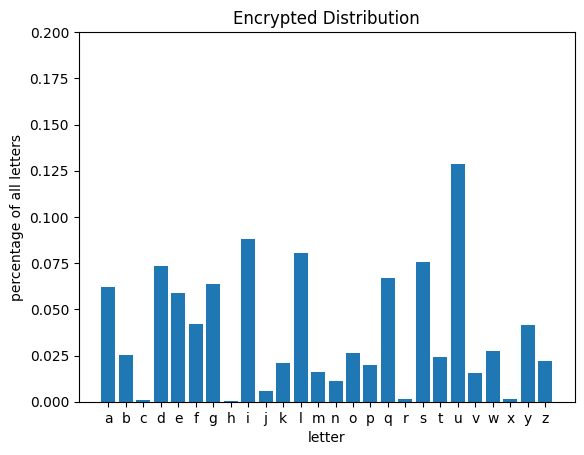 Encrypted Distribution
percentage of all letters
0.200
0.175
0.150
0.125
0.100
0.075
0.050
0.025
0.000
a b c d e f g h i j k l m n o p q r s t u v w x y z
letter